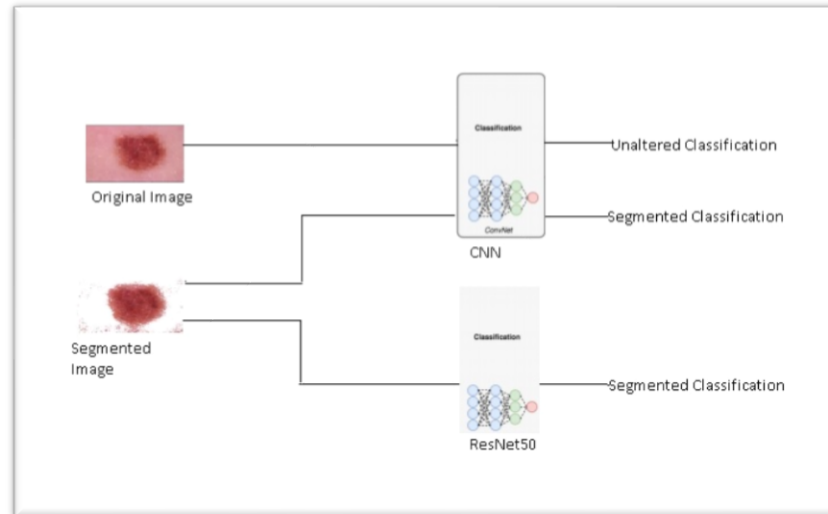 Classification
Unaltered Classification
Original Image
Segmented Classification
ConvNet
CNN
Classification
Segmented
Image
Segmented Classification
ResNet50